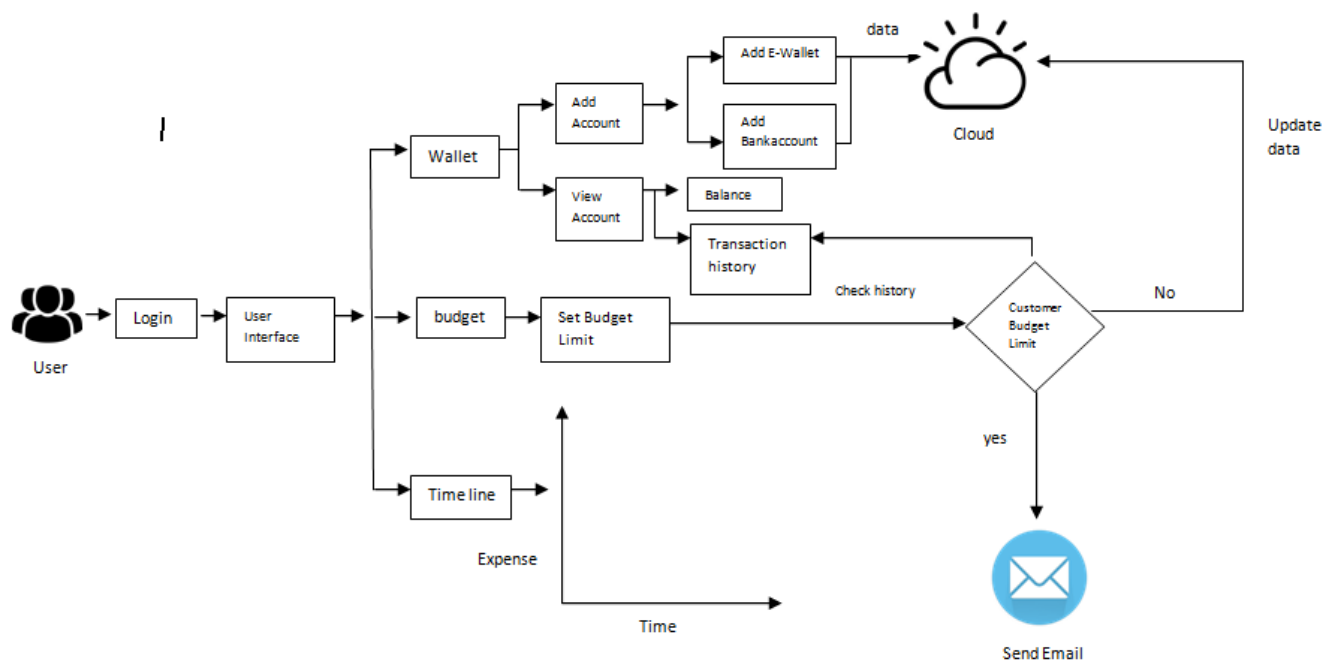 data
Add E-Wallet
Add
Account
Add
Bankaccount
Cloud
Update
data
Wallet
View
Account
Balance
Transaction
history
Check history
User
Login
User
Interface
budget
Set Budget
Limit
Customer
Budget
Limit
No
yes
Time line
Expense
Time
Send Email